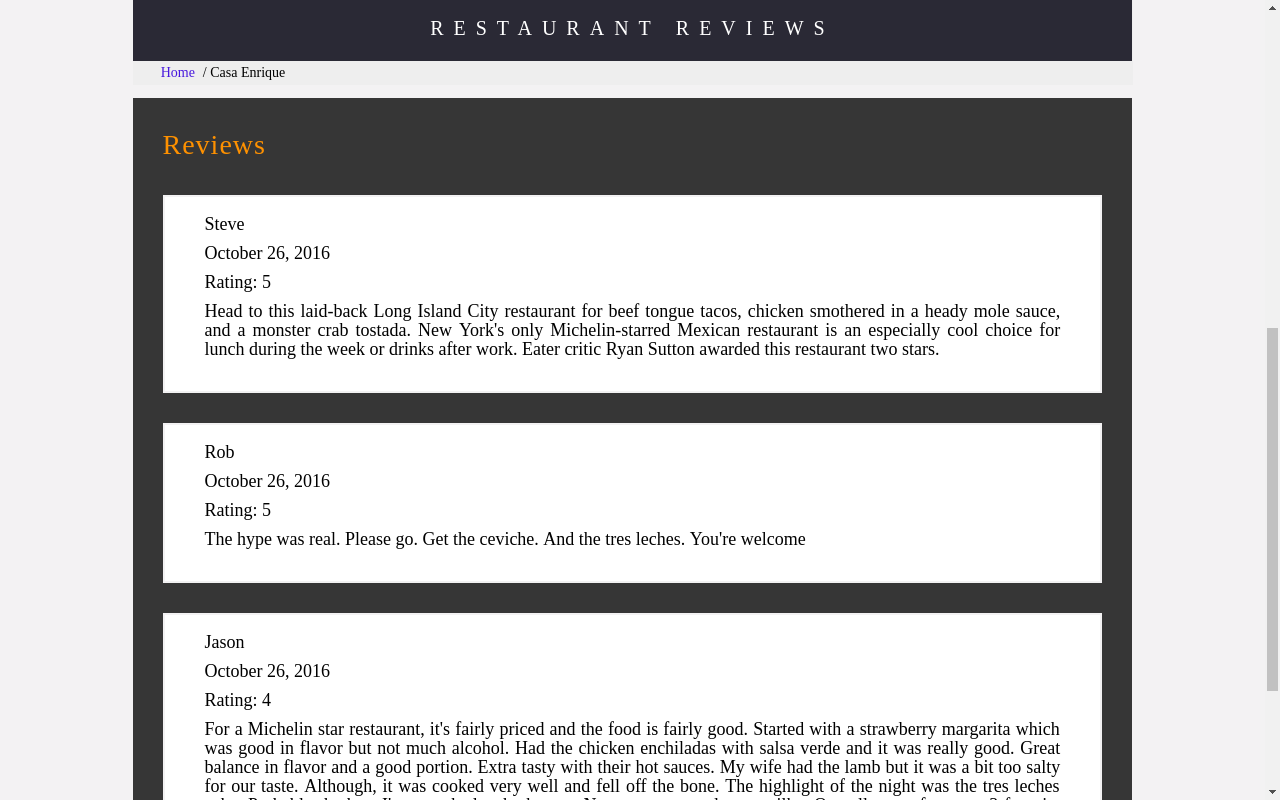 RESTAURANT REVIEWS
Home / Casa Enrique
Reviews
Steve
October 26, 2016
Rating: 5
Head to this laid-back Long Island City restaurant for beef tongue tacos, chicken smothered in a heady mole sauce,
and a monster crab tostada. New York's only Michelin-starred Mexican restaurant is an especially cool choice for
lunch during the week or drinks after work. Eater critic Ryan Sutton awarded this restaurant two stars.
Rob
October 26, 2016
Rating: 5
The hype was real. Please go. Get the ceviche. And the tres leches. You're welcome
Jason
October 26, 2016
Rating: 4
For a Michelin star restaurant, it's fairly priced and the food is fairly good. Started with a strawberry margarita which
was good in flavor but not much alcohol. Had the chicken enchiladas with salsa verde and it was really good. Great
balance in flavor and a good portion. Extra tasty with their hot sauces. My wife had the lamb but it was a bit too salty
for our taste. Although, it was cooked very well and fell off the bone. The highlight of the night was the tres leches